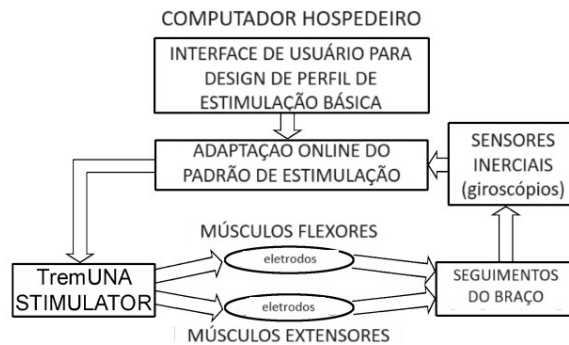 COMPUTADOR HOSPEDEIRO
INTERFACE DE USUÁRIO PARA
DESIGN DE PERFIL DE
ESTIMULAÇÃO BÁSICA
ADAPTAÇAO ONLINE DO
PADRÃO DE ESTIMULAÇÃO
SENSORES
INERCIAIS
(giroscópios)
MÚSCULOS FLEXORES
eletrodos
TremUNA
STIMULATOR
eletrodos
MÚSCULOS EXTENSORES
SEGUIMENTOS
DO BRAÇO